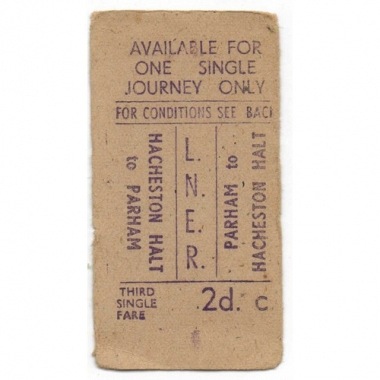 AVAILABLE FOR
ONE SINGLE
JOURNEY ONLY
FOR CONDITIONS SEE BACK
HACHESTON HALT
to PARHAM
L.N.E.R.
PARHAM to
HACHESTON HALT
THIRD
SINGLE
FARE
2d. C